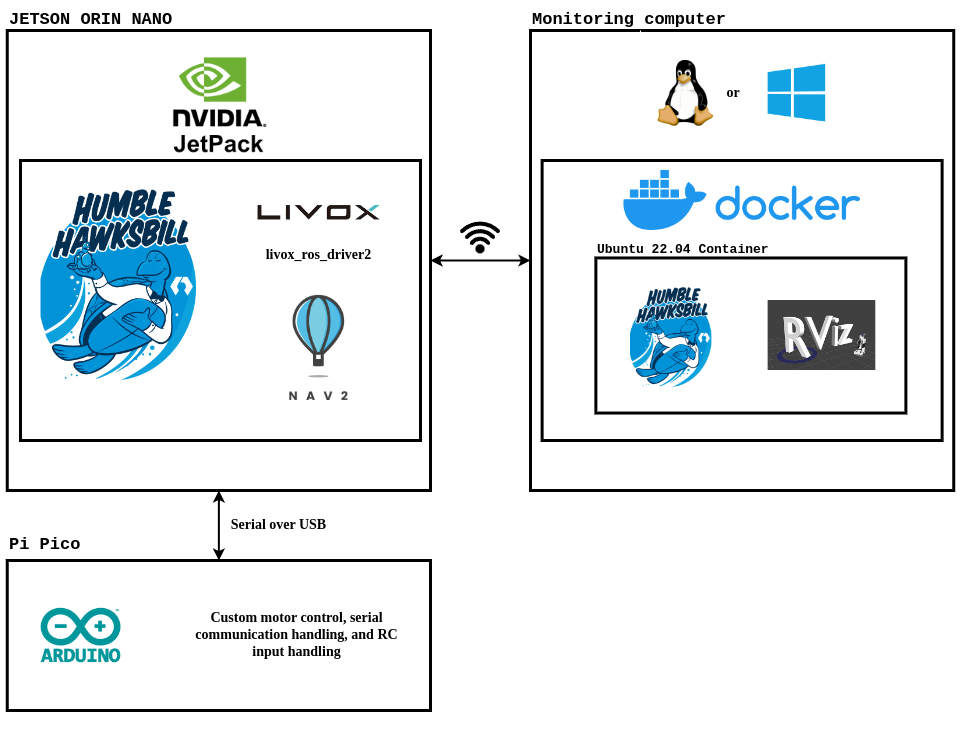 JETSON ORIN NANO
NVIDIA.
JetPack
HUMBLE
HAWKSBILL
LIVOX
livox_ros_driver2
NAV2
Monitoring computer
or
docker
Ubuntu 22.04 Container
HUMBLE
HAWKSBILL
RViz
Serial over USB
Pi Pico
ARDUINO
Custom motor control, serial
communication handling, and RC
input handling